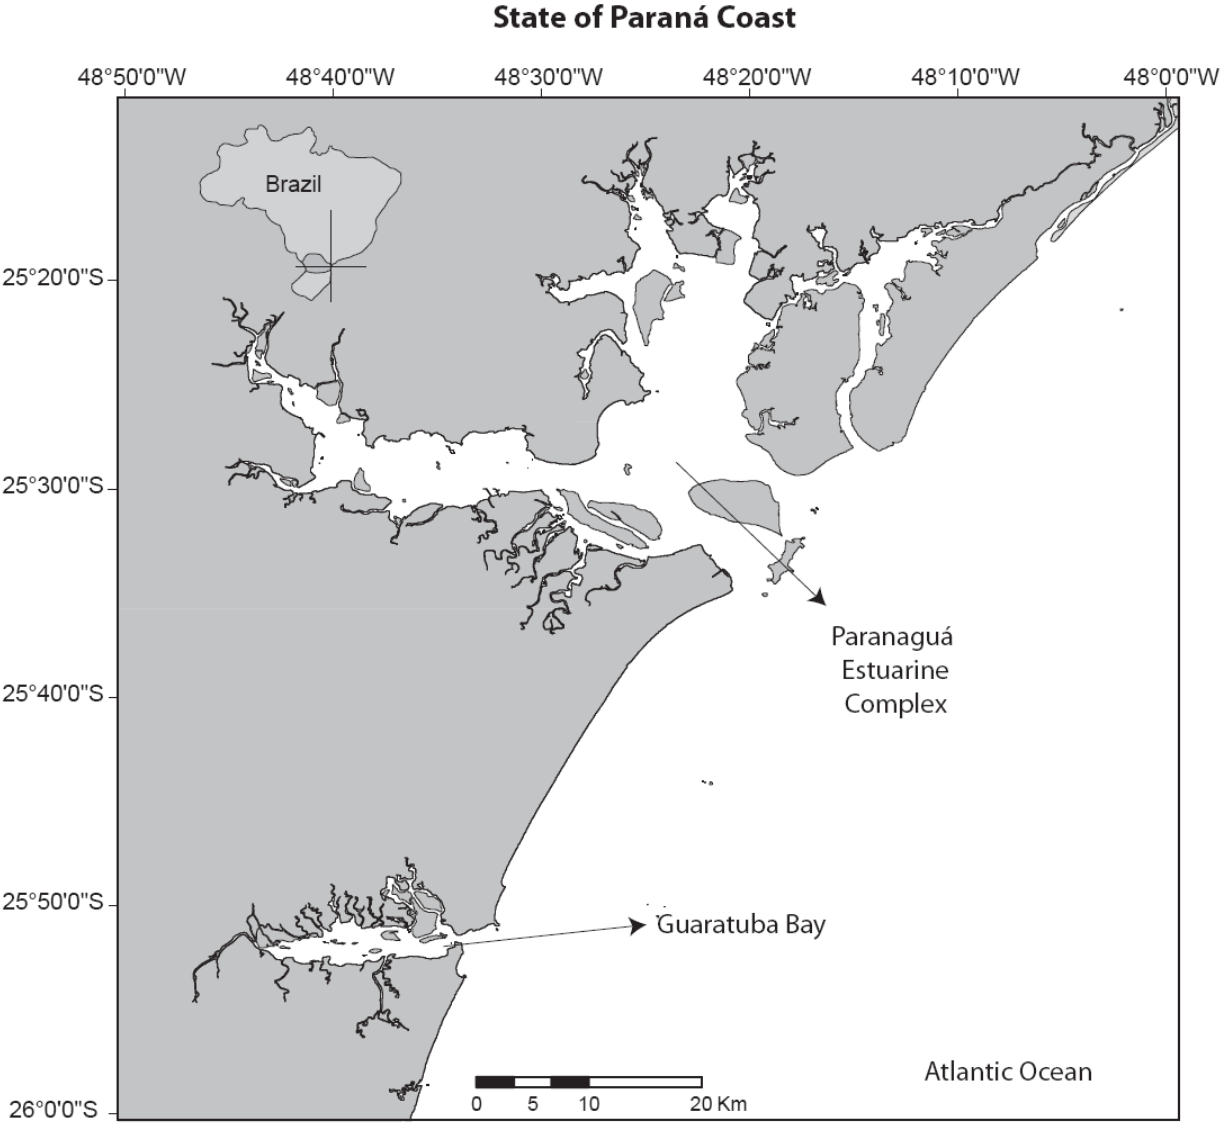 State of Paraná Coast
48°50'0"W 48°40'0"W 48°30'0"W 48°20'0"W 48°10'0"W 48°0'0"W
Brazil
25°20'0"S
25°30'0"S
Paranaguá
Estuarine
Complex
25°40'0"S
25°50'0"S
Guaratuba Bay
Atlantic Ocean
0 5 10 20 Km
26°0'0"S